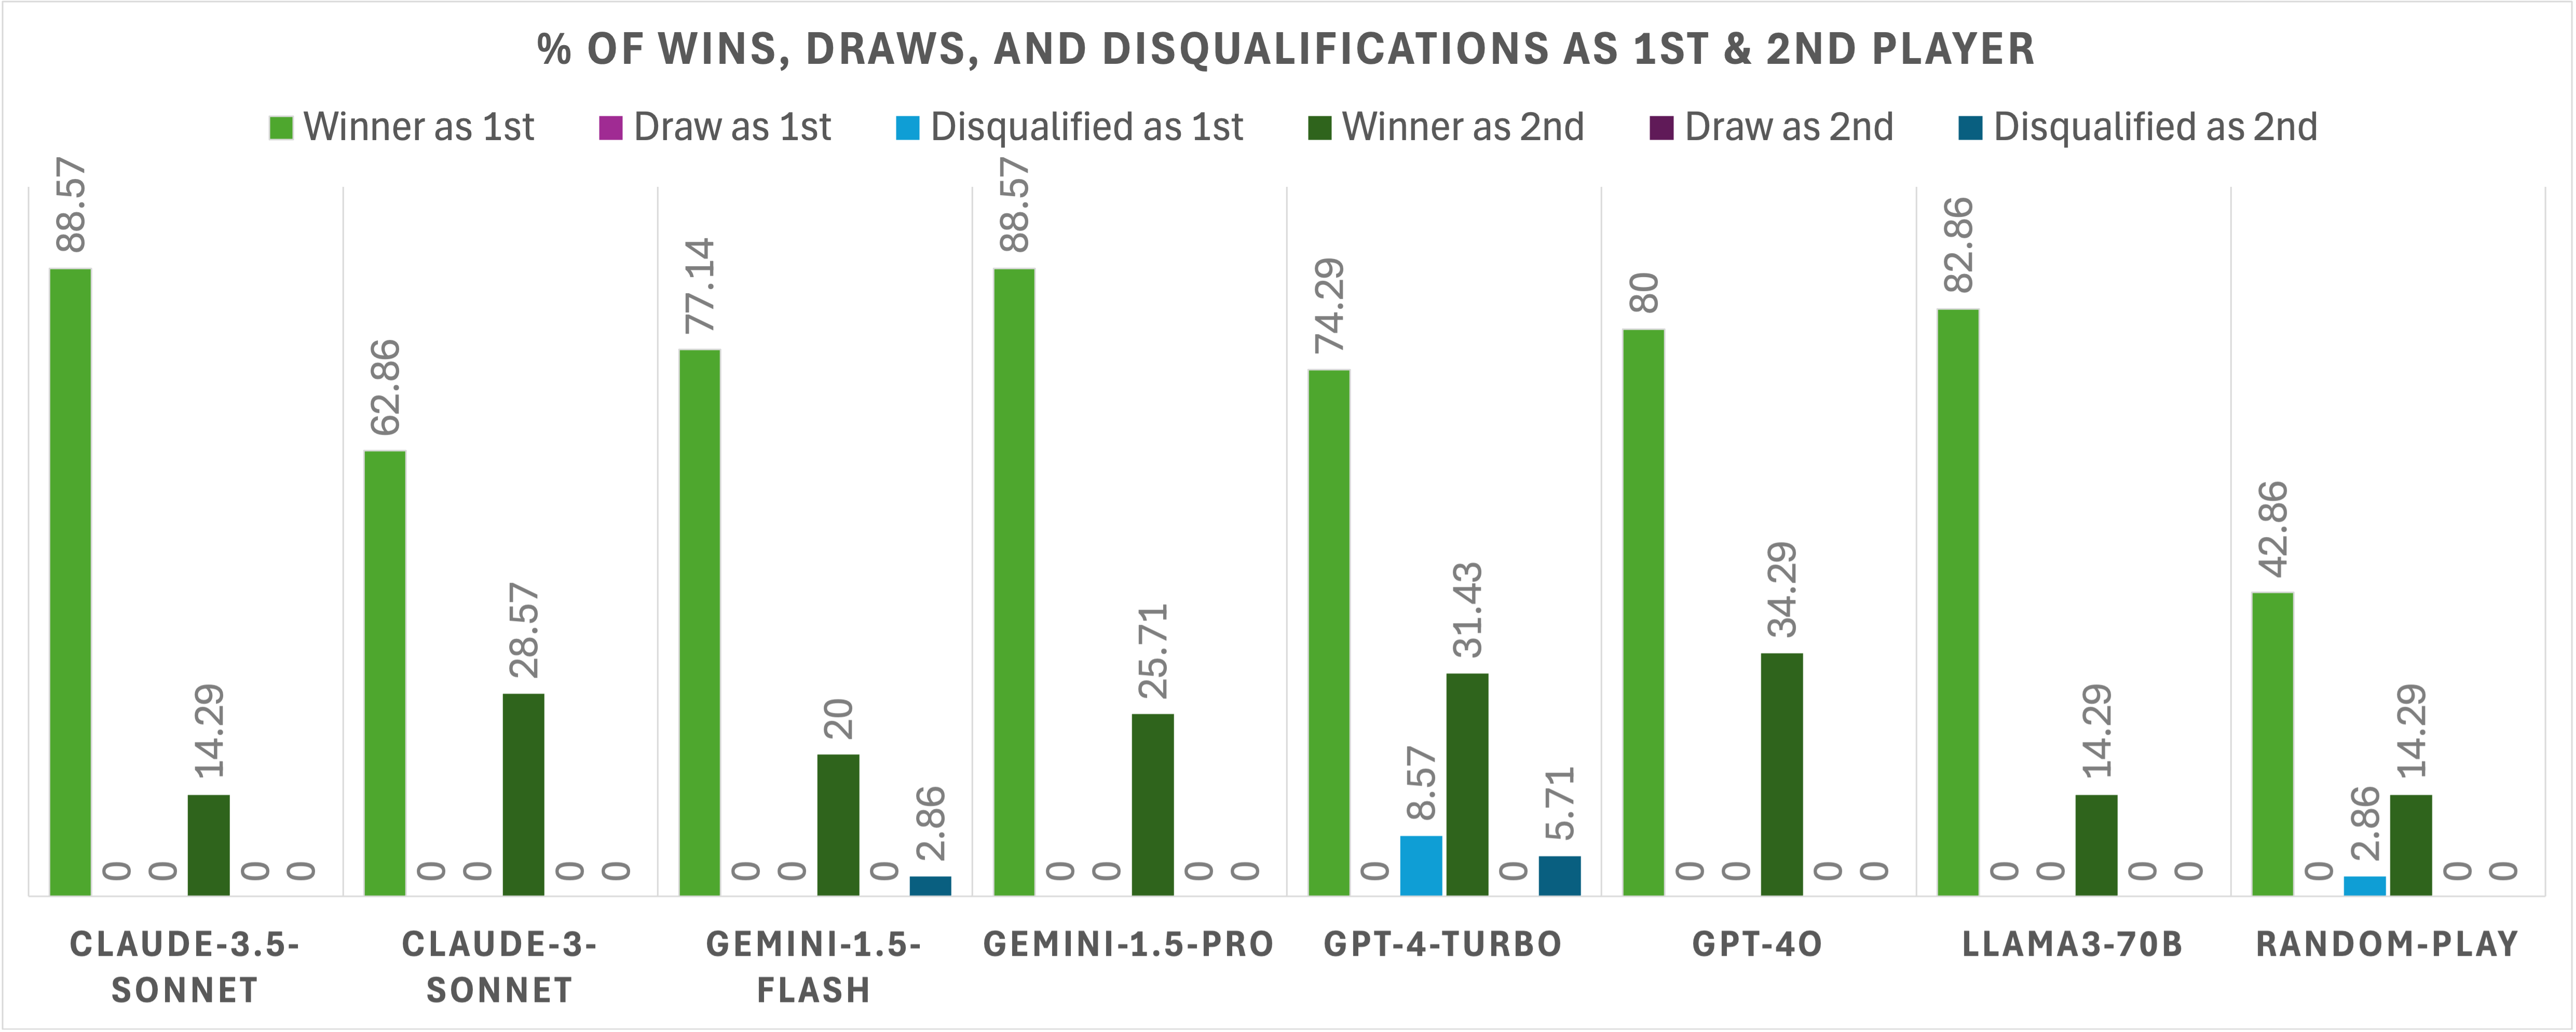 % OF WINS, DRAWS, AND DISQUALIFICATIONS AS 1ST & 2ND PLAYER
Winner as 1st Draw as 1st Disqualified as 1st Winner as 2nd Draw as 2nd Disqualified as 2nd
88.57 0 0 14.29 0 0
62.86 0 0 28.57 0 0
77.14 0 0 20 0 2.86
88.57 0 0 25.71 0 0
74.29 0 8.57 31.43 0 5.71
80 0 0 34.29 0 0
82.86 0 0 14.29 0 0
42.86 0 2.86 14.29 0 0
CLAUDE-3.5-
SONNET
CLAUDE-3-
SONNET
GEMINI-1.5-
FLASH
GEMINI-1.5-PRO
GPT-4-TURBO
GPT-4O
LLAMA3-70B
RANDOM-PLAY